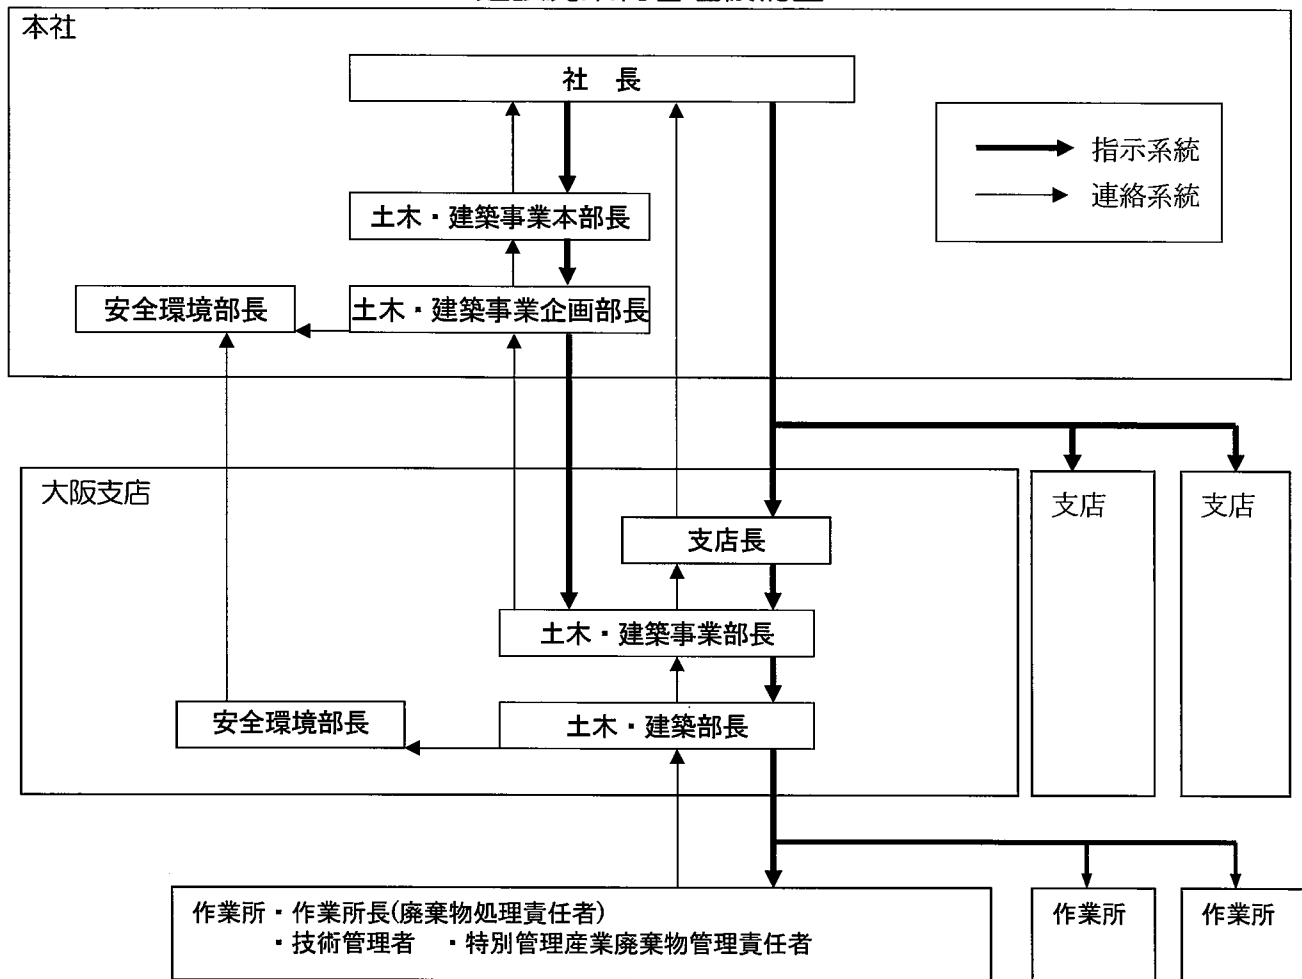 本社
社　長
指示系統
連絡系統
土木・建築事業本部長
安全環境部長
土木・建築事業企画部長
大阪支店
支店
支店
支店長
土木・建築事業部長
安全環境部長
土木・建築部長
作業所・作業所長(廃棄物処理責任者)
・技術管理者　・特別管理産業廃棄物管理責任者
作業所
作業所